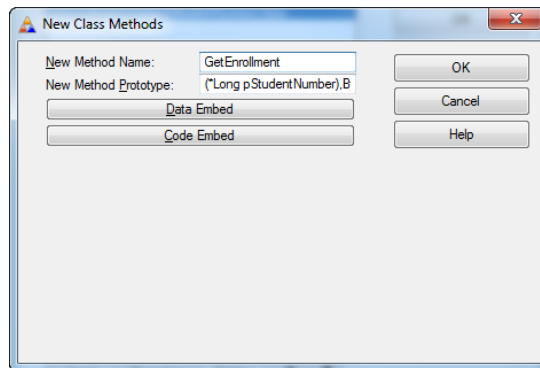 New Class Methods
New Method Name: GetEnrollment
New Method Prototype: (*Long pStudentNumber),B
Data Embed
Code Embed
OK
Cancel
Help